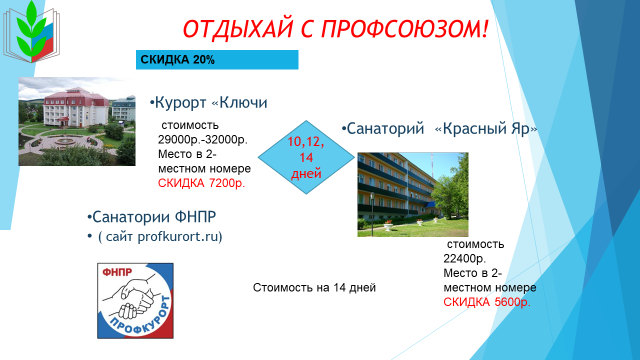 ОТДЫХАЙ С ПРОФСОЮЗОМ!
СКИДКА 20%
•Курорт «Ключи
стоимость
29000р.-32000р.
Место в 2-
местном номере
СКИДКА 7200р.
10,12,
14
дней
•Санаторий «Красный Яр»
•Санатории ФНПР
• ( сайт profkurort.ru)
ФНПР
ПРОФКУРОРТ
Стоимость на 14 дней
стоимость
22400р.
Место в 2-
местном номере
СКИДКА 5600р.